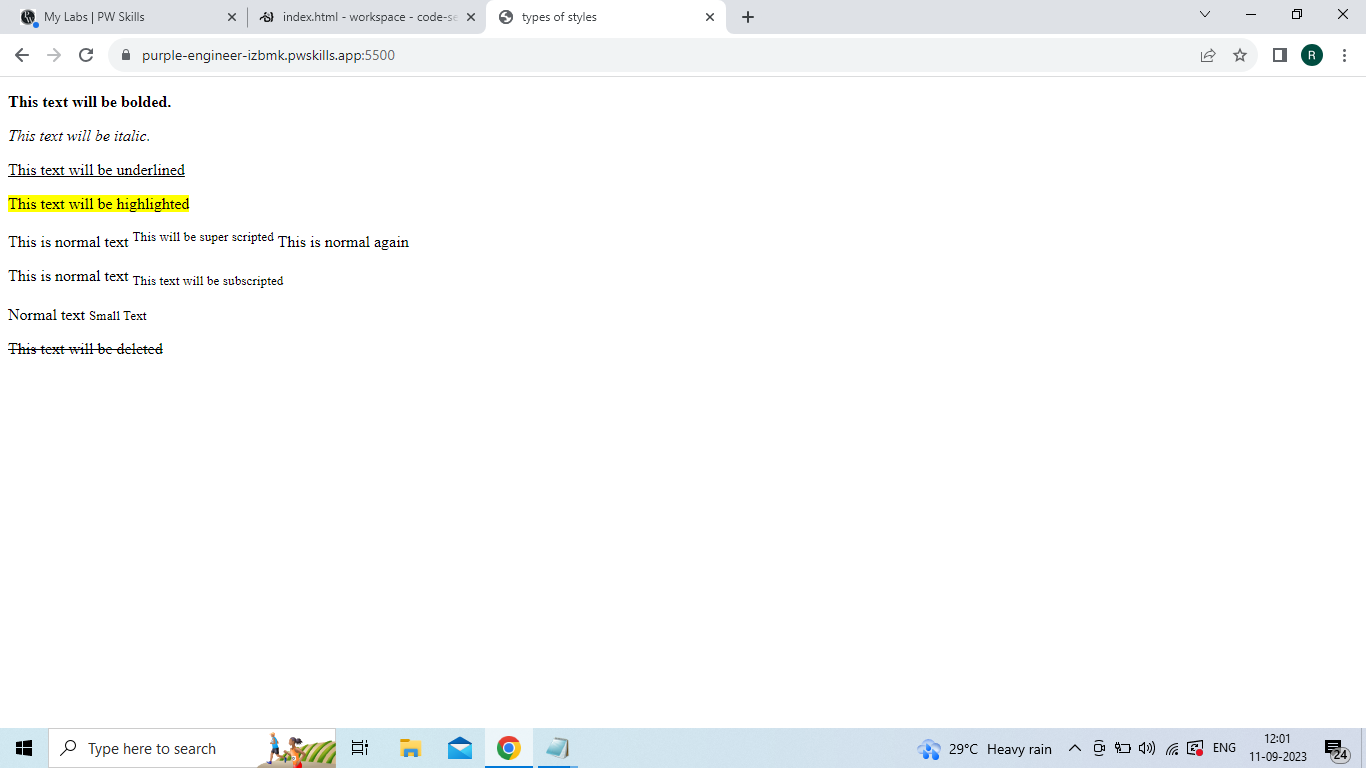 My Labs | PW Skills
index.html - workspace - code-se
types of styles
purple-engineer-izbmk.pwskills.app:5500
R
This text will be bolded.
This text will be italic.
This text will be underlined
This text will be highlighted
This is normal text This will be super scripted This is normal again
This is normal text This text will be subscripted
Normal text Small Text
This text will be deleted
Type here to search
29°C Heavy rain
ENG
12:01
11-09-2023
24